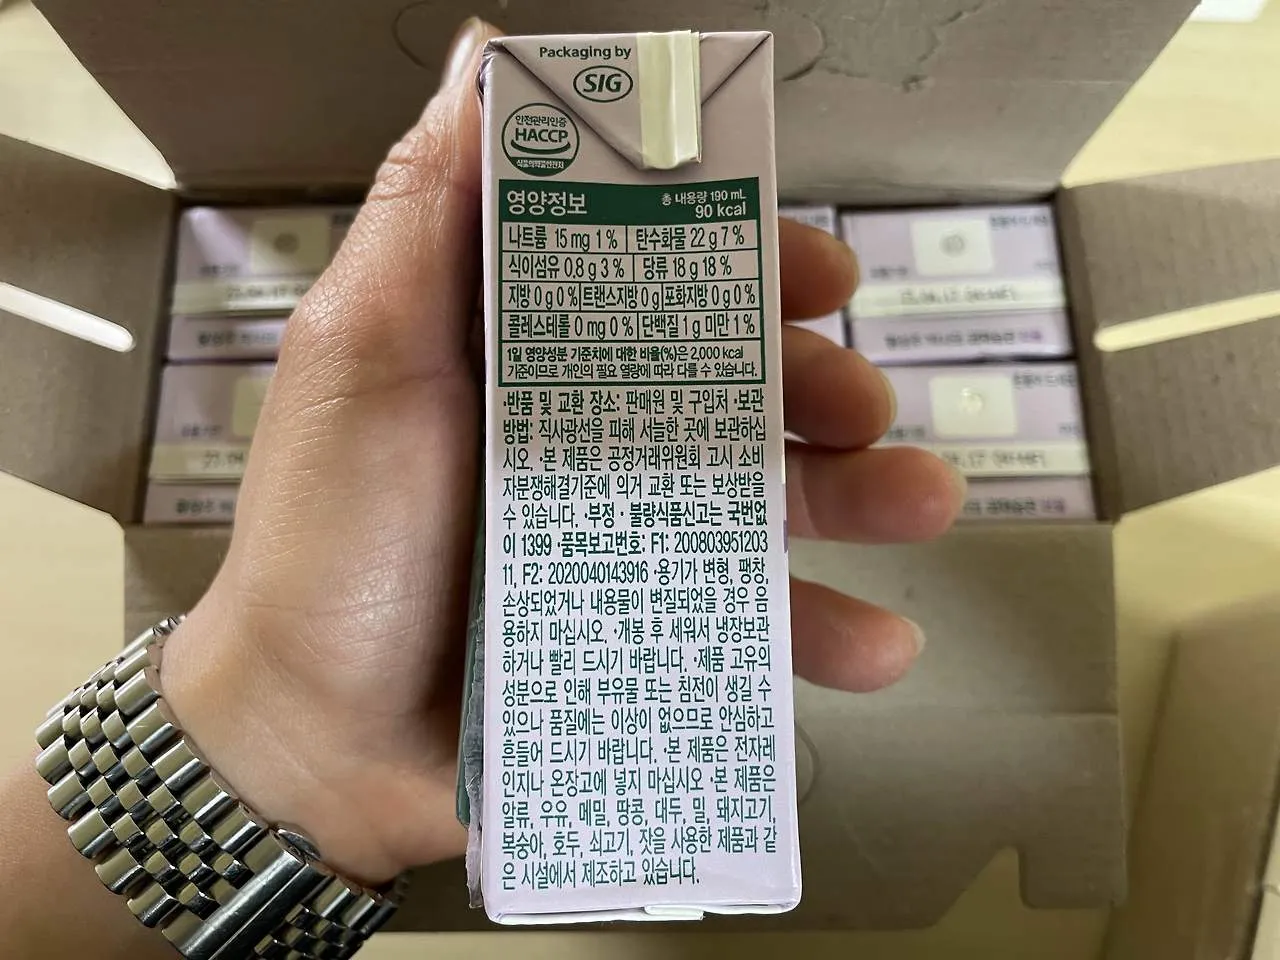 Packaging by
SIG
안전관리인증
HACCP
식품의약품안전처
영양정보
총 내용량 190 mL
90 kcal
나트륨 15 mg 1 % 탄수화물 22 g 7 %
식이섬유 0.8 g 3 % 당류 18 g 18 %
지방 0 g 0 % 트랜스지방 0 g 포화지방 0 g 0 %
콜레스테롤 0 mg 0 % 단백질 1 g 미만 1 %
1일 영양성분 기준치에 대한 비율(%)은 2,000 kcal
기준이므로 개인의 필요 열량에 따라 다를 수 있습니다.
·반품 및 교환 장소: 판매원 및 구입처 ·보관
방법: 직사광선을 피해 서늘한 곳에 보관하십
시오. ·본 제품은 공정거래위원회 고시 소비
자분쟁해결기준에 의거 교환 또는 보상받을
수 있습니다. ·부정 · 불량식품신고는 국번없
이 1399 ·품목보고번호: F1: 200803951203
11, F2: 2020040143916 ·용기가 변형, 팽창,
손상되었거나 내용물이 변질되었을 경우 음
용하지 마십시오. ·개봉 후 세워서 냉장보관
하거나 빨리 드시기 바랍니다. ·제품 고유의
성분으로 인해 부유물 또는 침전이 생길 수
있으나 품질에는 이상이 없으므로 안심하고
흔들어 드시기 바랍니다. ·본 제품은 전자레
인지나 온장고에 넣지 마십시오 ·본 제품은
알류, 우유, 메밀, 땅콩, 대두, 밀, 돼지고기,
복숭아, 호두, 쇠고기, 잣을 사용한 제품과 같
은 시설에서 제조하고 있습니다.